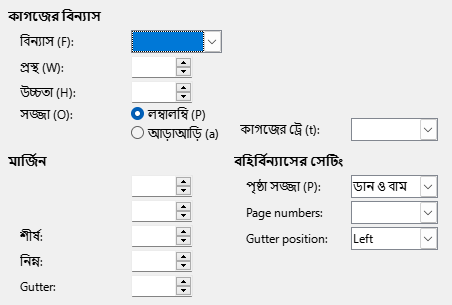 কাগজের বিন্যাস
বিন্যাস (F):
প্রস্থ (W):
উচ্চতা (H):
সজ্জা (O): লম্বালম্বি (P)
আড়াআড়ি (a)
কাগজের ট্রে (t):
মার্জিন
শীর্ষ:
নিম্ন:
Gutter:
বহির্বিন্যাসের সেটিং
পৃষ্ঠা সজ্জা (P): ডান ও বাম
Page numbers:
Gutter position: Left